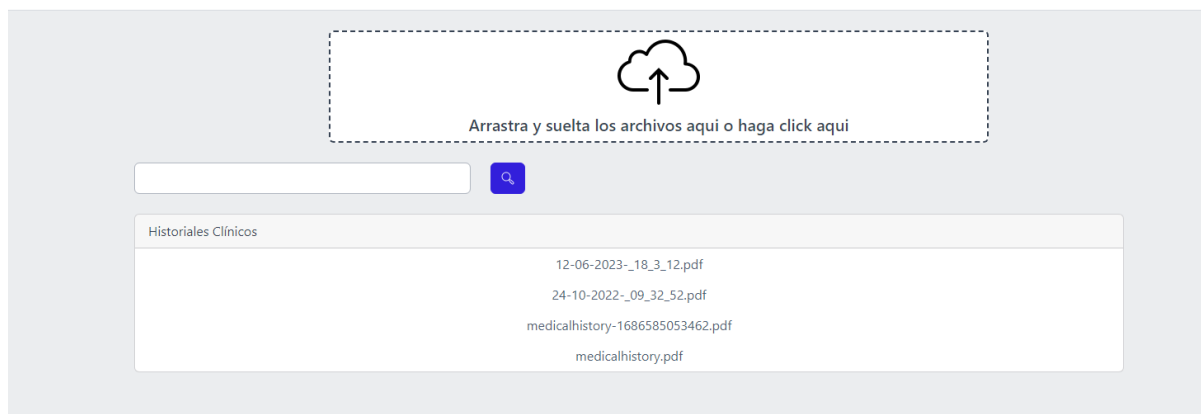 Arrastra y suelta los archivos aqui o haga click aqui
Historiales Clínicos
12-06-2023-_18_3_12.pdf
24-10-2022-_09_32_52.pdf
medicalhistory-1686585053462.pdf
medicalhistory.pdf